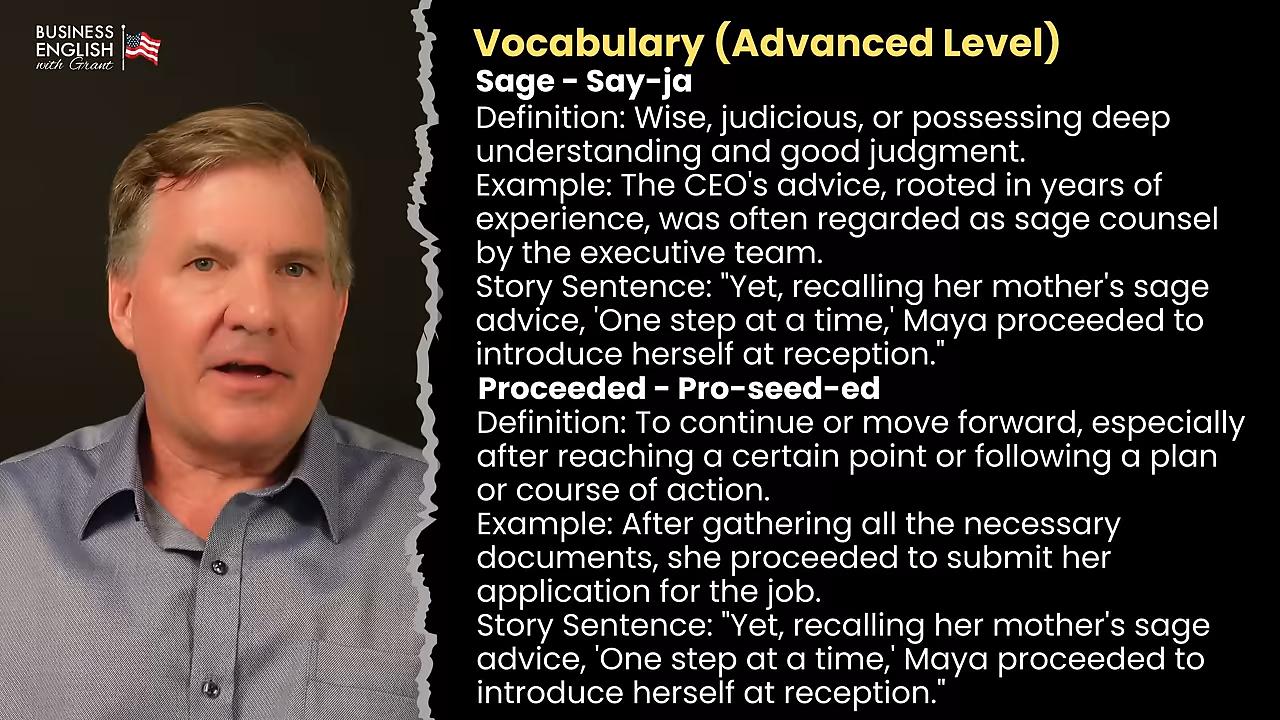 BUSINESS
ENGLISH
with Grant
Vocabulary (Advanced Level)
Sage - Say-ja
Definition: Wise, judicious, or possessing deep
understanding and good judgment.
Example: The CEO's advice, rooted in years of
experience, was often regarded as sage counsel
by the executive team.
Story Sentence: "Yet, recalling her mother's sage
advice, 'One step at a time,' Maya proceeded to
introduce herself at reception."
Proceeded - Pro-seed-ed
Definition: To continue or move forward, especially
after reaching a certain point or following a plan
or course of action.
Example: After gathering all the necessary
documents, she proceeded to submit her
application for the job.
Story Sentence: "Yet, recalling her mother's sage
advice, 'One step at a time,' Maya proceeded to
introduce herself at reception."